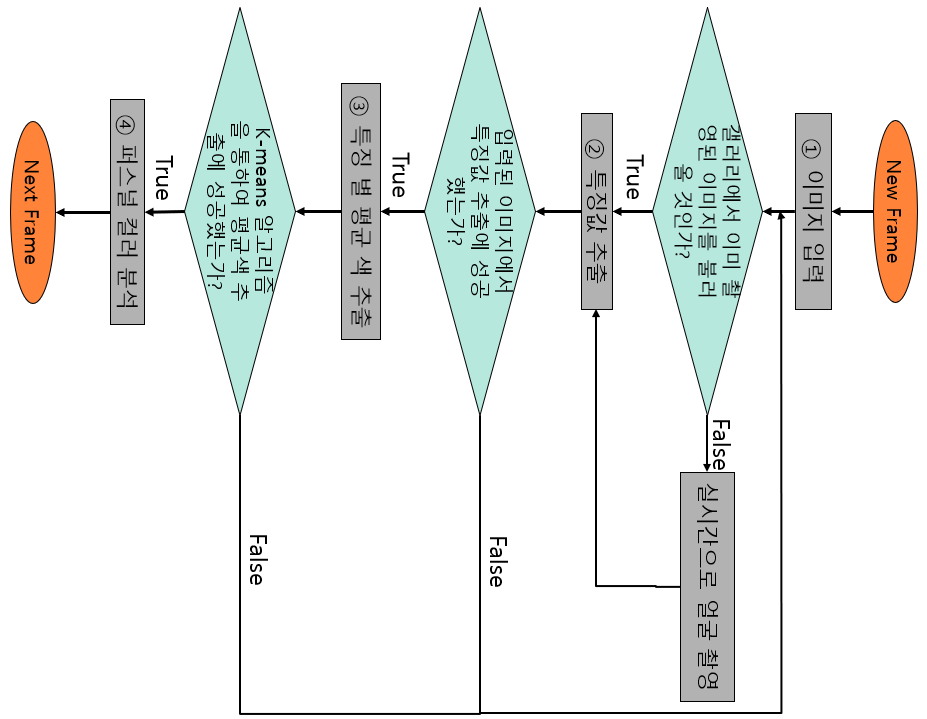 New Frame
① 이미지 입력
갤러리에서 이미 촬
영된 이미지를 불러
올 것인가?
False
실시간으로 얼굴 촬영
True
② 특징값 추출
입력된 이미지에서
특징값 추출에 성공
했는가?
False
True
③ 특징 별 평균 색 추출
K-means 알고리즘
을 통하여 평균색 추
출에 성공했는가?
False
True
④ 퍼스널 컬러 분석
Next Frame